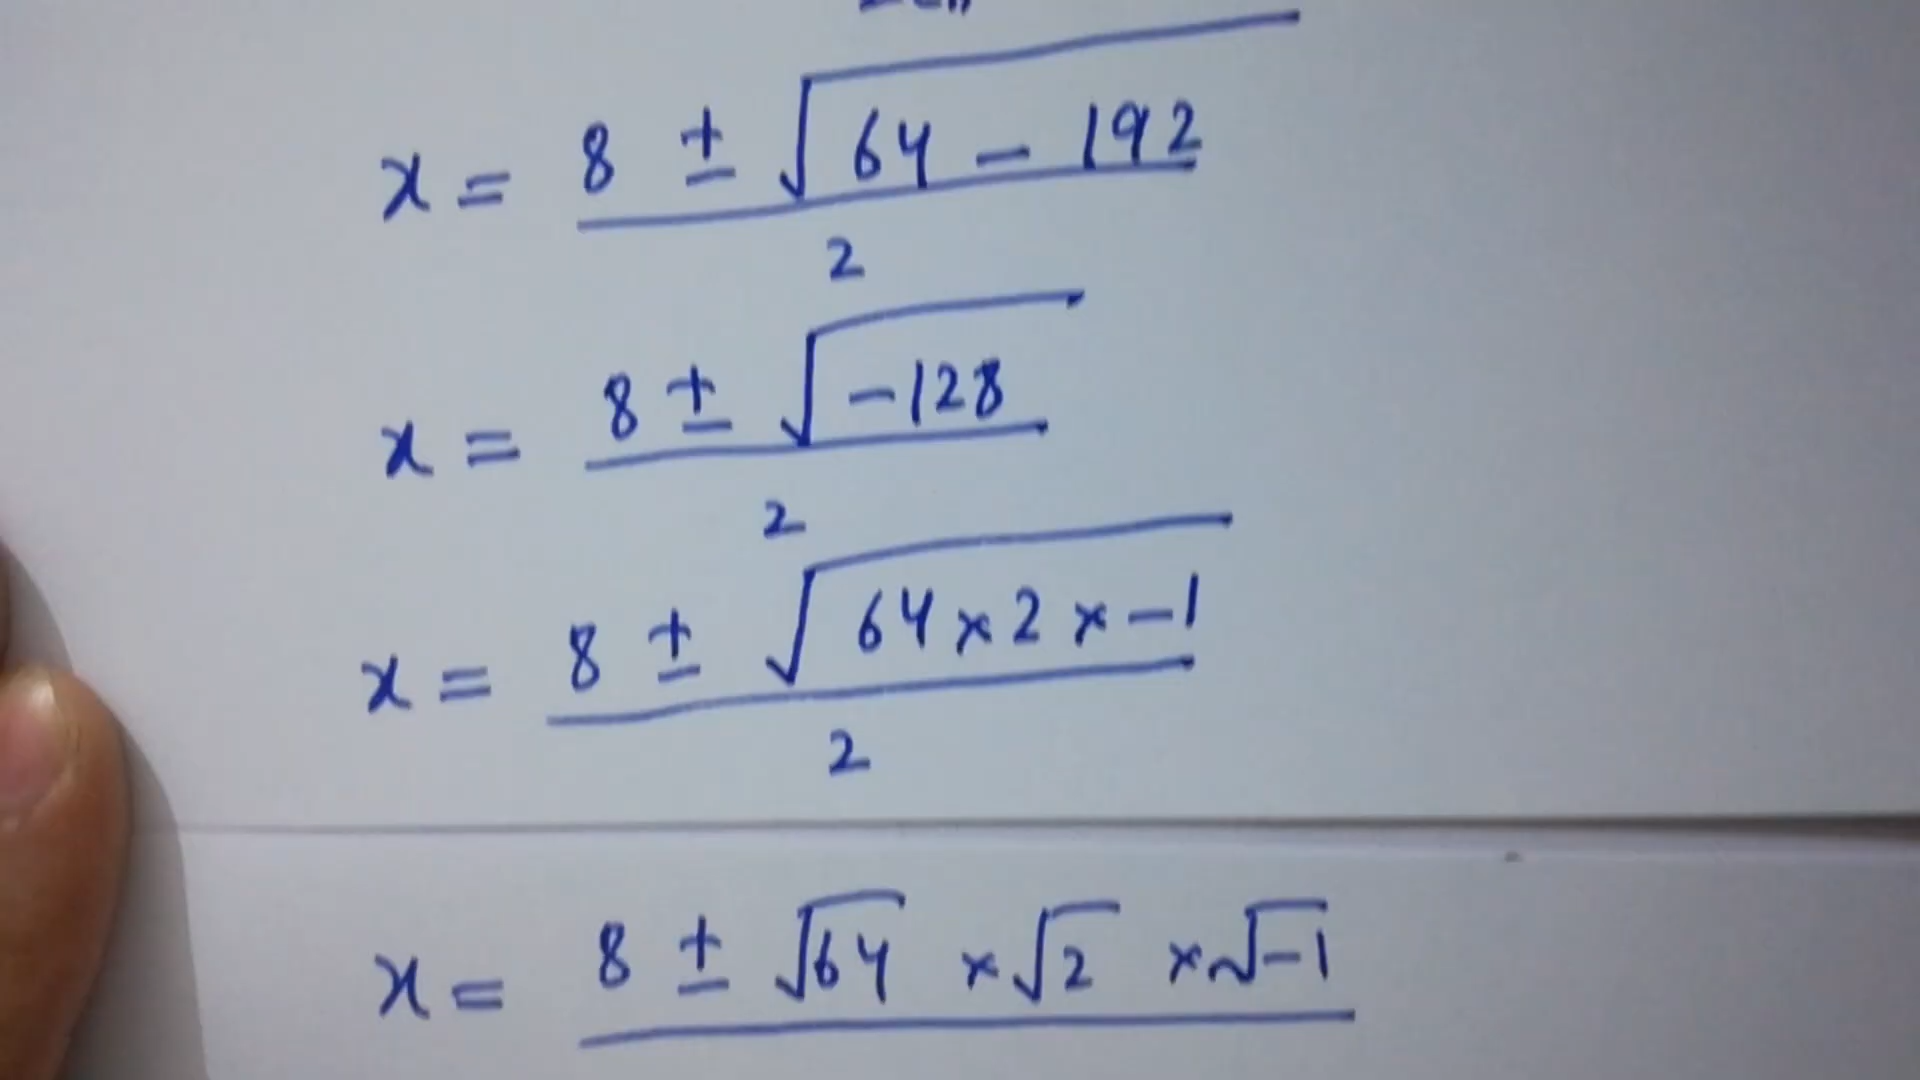 x = 8 ± √64 - 192
2
x = 8 ± √-128
2
x = 8 ± √64 × 2 × -1
2
x = 8 ± √64 × √2 × √-1